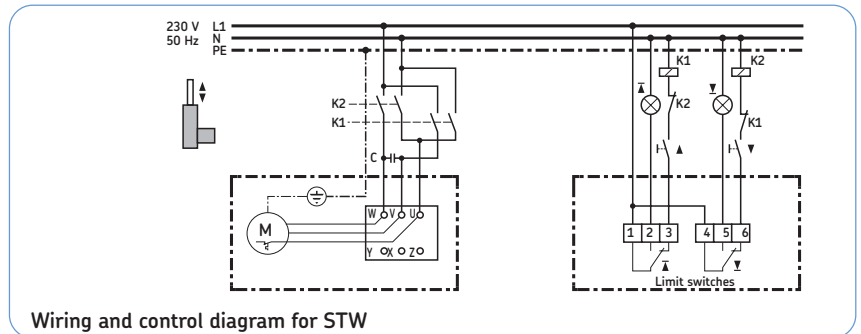 230 V L1
50 Hz N
PE
K1
K2
K2
K2
K1
K1
C
W V U
M
Y X Z
1 2 3 4 5 6
Limit switches
Wiring and control diagram for STW